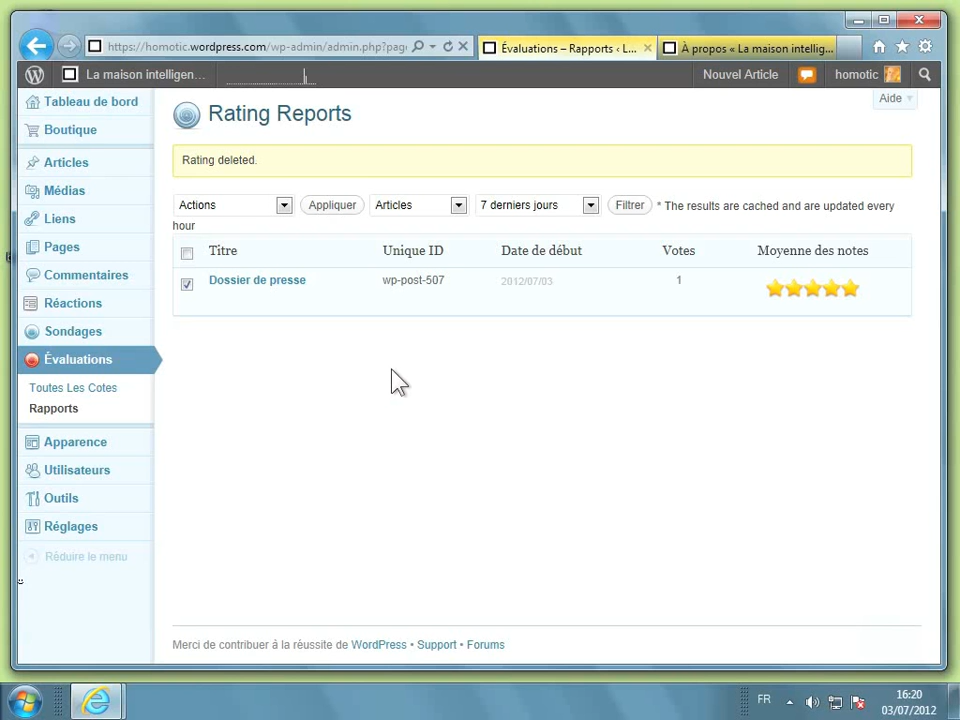 https://homotic.wordpress.com/wp-admin/admin.php?page
Évaluations – Rapports ‹ L...
À propos « La maison intellig...
La maison intelligen...
Nouvel Article
homotic
Tableau de bord
Boutique
Articles
Médias
Liens
Pages
Commentaires
Réactions
Sondages
Évaluations
Toutes Les Cotes
Rapports
Apparence
Utilisateurs
Outils
Réglages
Réduire le menu
Aide
Rating Reports
Rating deleted.
Actions Appliquer Articles 7 derniers jours Filtrer * The results are cached and are updated every
hour
Titre Unique ID Date de début Votes Moyenne des notes
Dossier de presse wp-post-507 2012/07/03 1
Merci de contribuer à la réussite de WordPress • Support • Forums
FR
16:20
03/07/2012